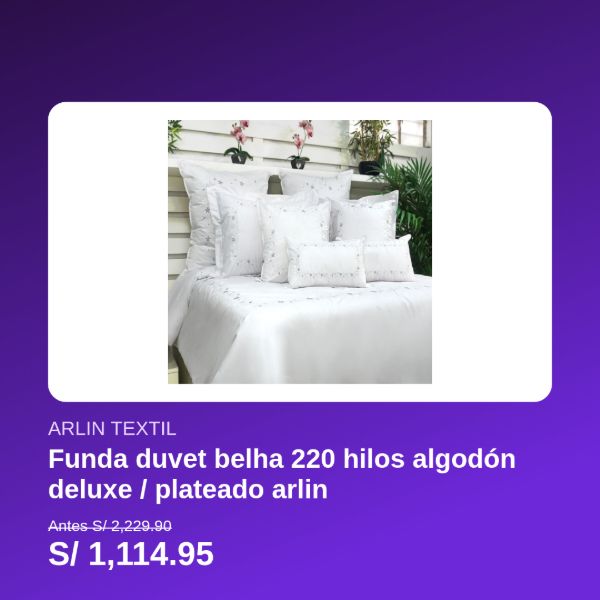 ARLIN TEXTIL
Funda duvet belha 220 hilos algodón
deluxe / plateado arlin
Antes S/ 2,229.90
S/ 1,114.95